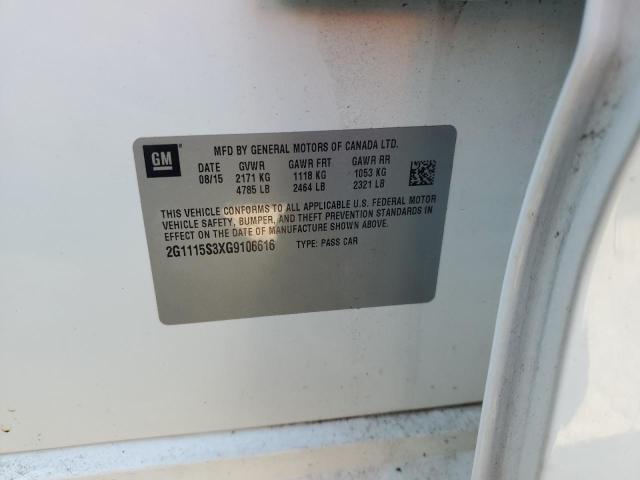 MFD BY GENERAL MOTORS OF CANADA LTD.
GM
DATE GVWR GAWR FRT GAWR RR
08/15 2171 KG 1118 KG 1053 KG
4785 LB 2464 LB 2321 LB
THIS VEHICLE CONFORMS TO ALL APPLICABLE U.S. FEDERAL MOTOR
VEHICLE SAFETY, BUMPER, AND THEFT PREVENTION STANDARDS IN
EFFECT ON THE DATE OF MANUFACTURE SHOWN ABOVE.
2G1115S3XG9106616 TYPE: PASS CAR